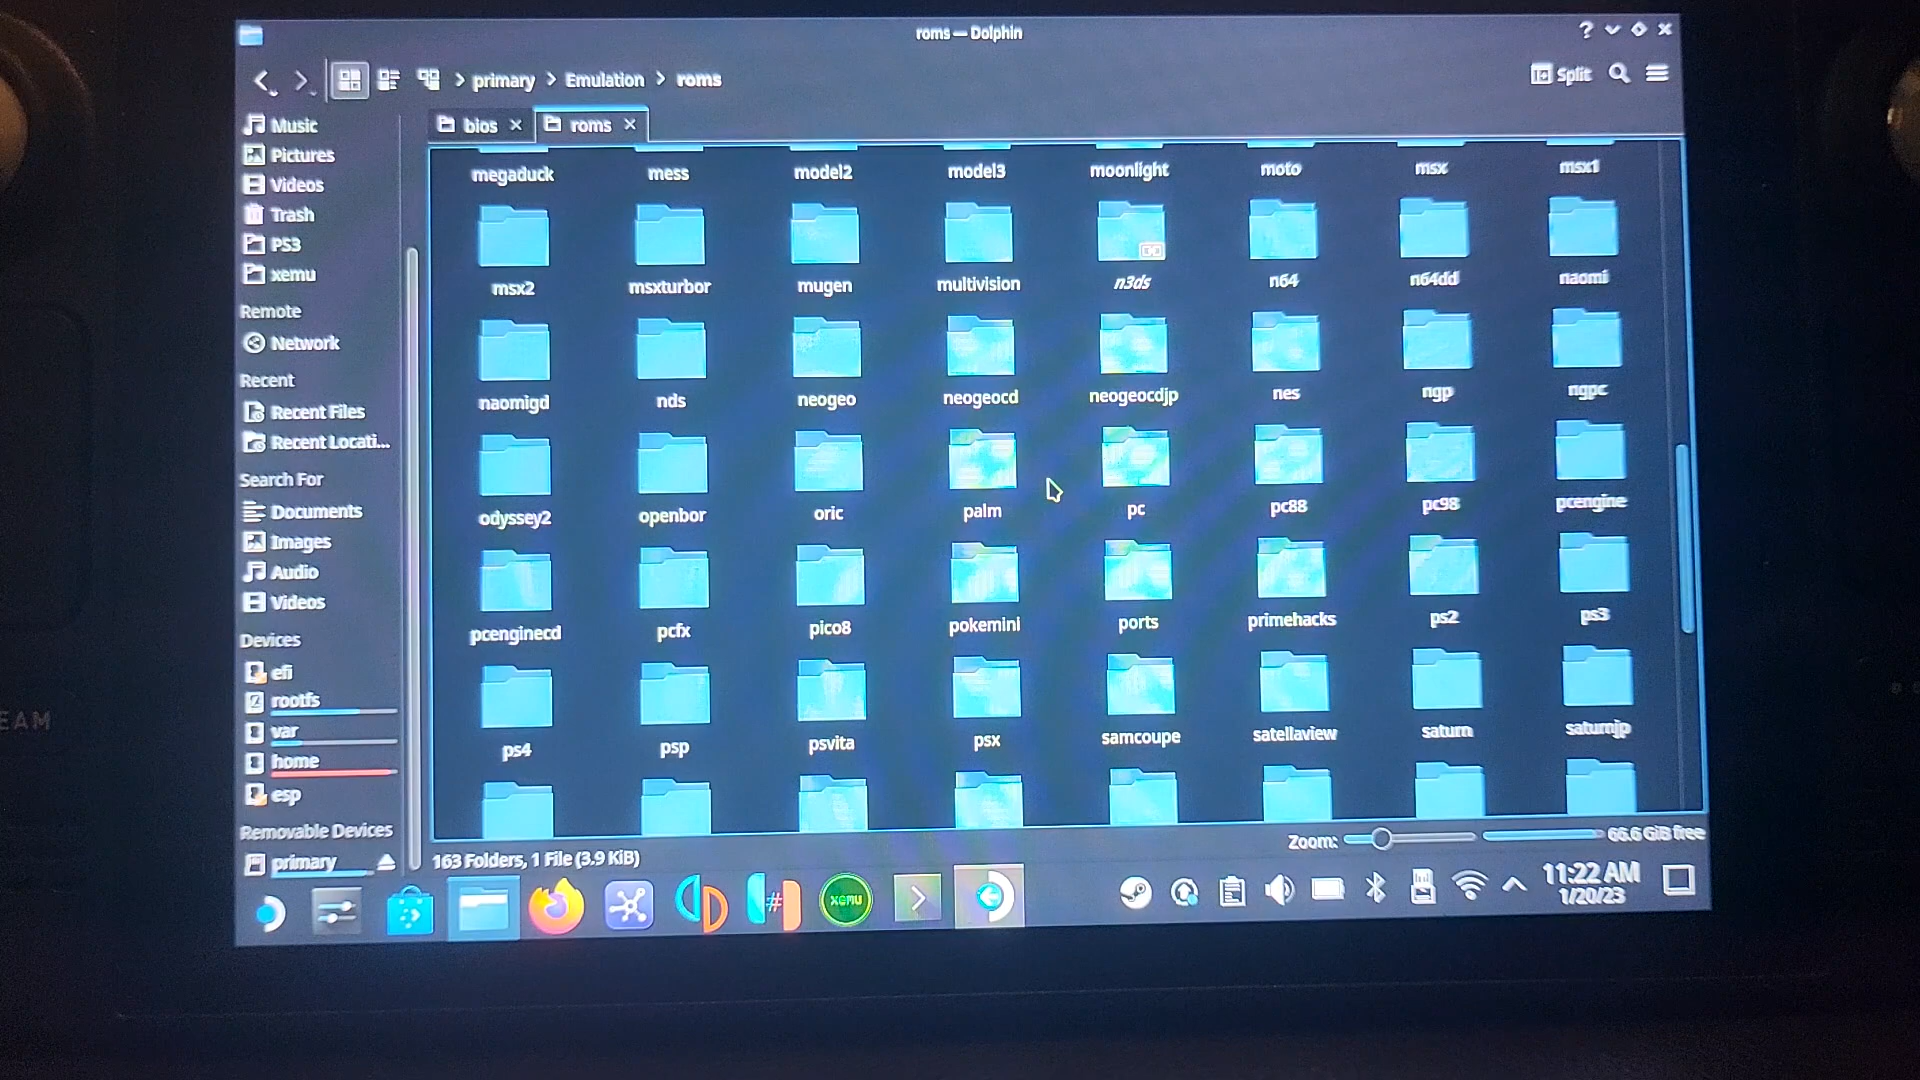 roms — Dolphin
primary > Emulation > roms
Split
bios
roms
Music
Pictures
Videos
Trash
PS3
xemu
Remote
Network
Recent
Recent Files
Recent Locati...
Search For
Documents
Images
Audio
Videos
Devices
efi
rootfs
var
home
esp
Removable Devices
primary
megaduck mess model2 model3 moonlight moto msx msx1
msx2 msxturbor mugen multivision n3ds n64 n64dd naomi
naomigd nds neogeo neogeocd neogeocdjp nes ngp ngpc
odyssey2 openbor oric palm pc pc88 pc98 pcengine
pcenginecd pcfx pico8 pokemini ports primehacks ps2 ps3
ps4 psp psvita psx samcoupe satellaview saturn saturnjp
163 Folders, 1 File (3.9 KiB)
Zoom:
66.6 GiB free
xemu
11:22 AM
1/20/23
EAM